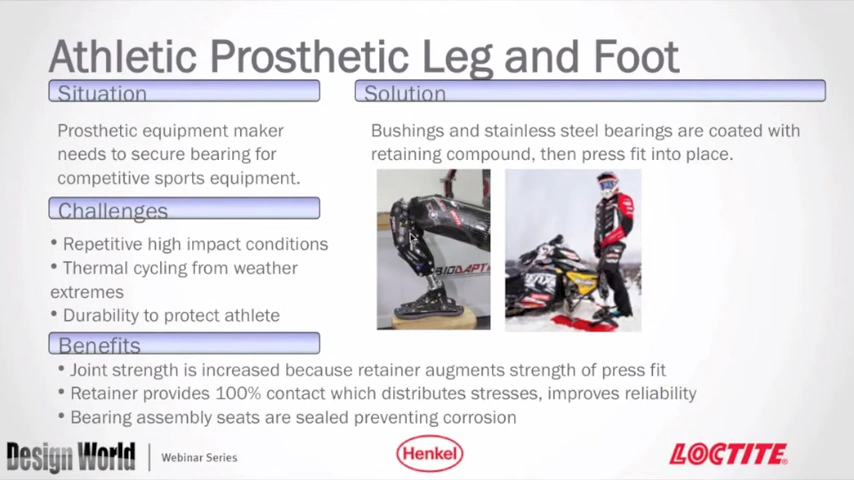 Athletic Prosthetic Leg and Foot
Situation
Prosthetic equipment maker
needs to secure bearing for
competitive sports equipment.
Challenges
• Repetitive high impact conditions
• Thermal cycling from weather
extremes
• Durability to protect athlete
Solution
Bushings and stainless steel bearings are coated with
retaining compound, then press fit into place.
BIODAPT
Benefits
• Joint strength is increased because retainer augments strength of press fit
• Retainer provides 100% contact which distributes stresses, improves reliability
• Bearing assembly seats are sealed preventing corrosion
Design World
Webinar Series
Henkel
LOCTITE®